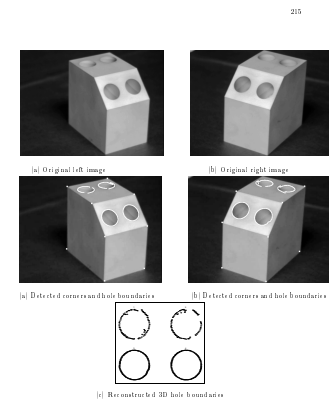 215
(a) Original left image
(b) Original right image
(a) Detected corners and hole boundaries
(b) Detected corners and hole boundaries
(c) Reconstructed 3D hole boundaries